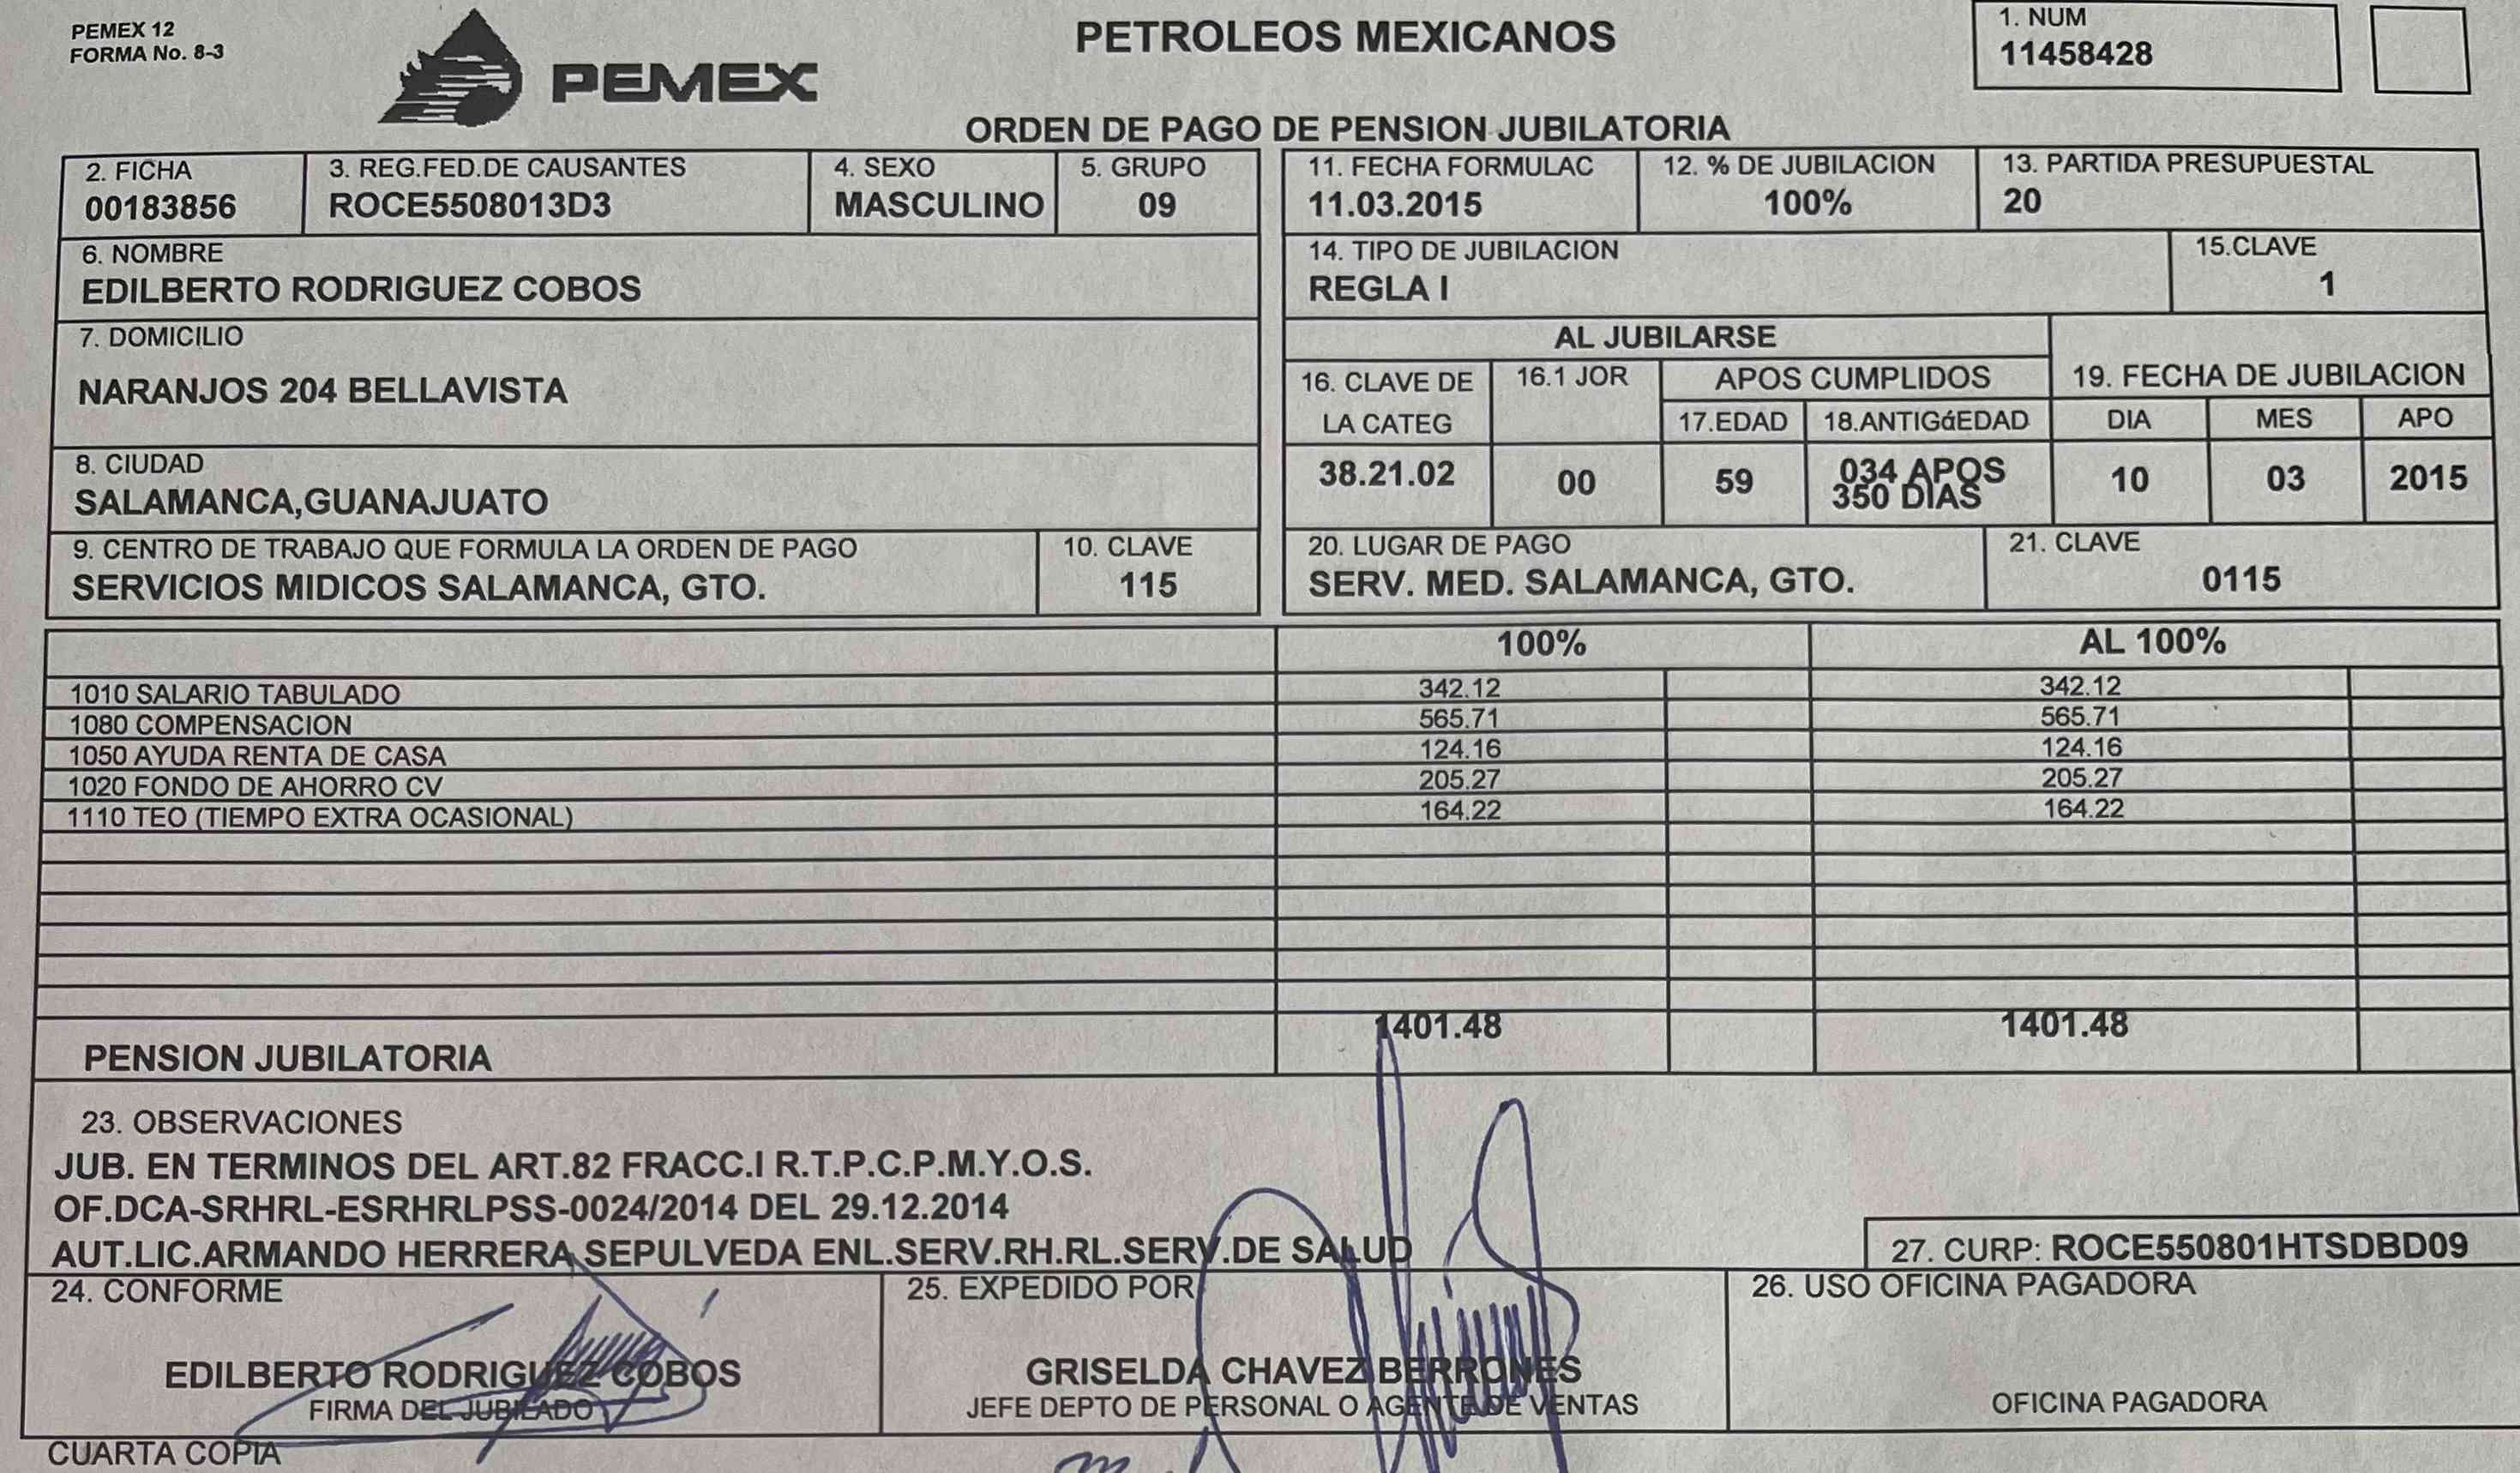 PEMEX 12
FORMA No. 8-3
PEMEX
PETROLEOS MEXICANOS
ORDEN DE PAGO DE PENSION JUBILATORIA
1. NUM
11458428
2. FICHA
00183856
3. REG.FED.DE CAUSANTES
ROCE5508013D3
4. SEXO
MASCULINO
5. GRUPO
09
6. NOMBRE
EDILBERTO RODRIGUEZ COBOS
7. DOMICILIO
NARANJOS 204 BELLAVISTA
8. CIUDAD
SALAMANCA,GUANAJUATO
9. CENTRO DE TRABAJO QUE FORMULA LA ORDEN DE PAGO
SERVICIOS MIDICOS SALAMANCA, GTO.
10. CLAVE
115
11. FECHA FORMULAC
11.03.2015
12. % DE JUBILACION
100%
13. PARTIDA PRESUPUESTAL
20
14. TIPO DE JUBILACION
REGLA I
15.CLAVE
1
AL JUBILARSE
16. CLAVE DE
LA CATEG
38.21.02
16.1 JOR
00
APOS CUMPLIDOS
17.EDAD
59
18.ANTIGáEDAD
034 APOS
350 DIAS
19. FECHA DE JUBILACION
DIA MES APO
10 03 2015
20. LUGAR DE PAGO
SERV. MED. SALAMANCA, GTO.
21. CLAVE
0115
100% AL 100%
1010 SALARIO TABULADO 342.12 342.12
1080 COMPENSACION 565.71 565.71
1050 AYUDA RENTA DE CASA 124.16 124.16
1020 FONDO DE AHORRO CV 205.27 205.27
1110 TEO (TIEMPO EXTRA OCASIONAL) 164.22 164.22
PENSION JUBILATORIA 1401.48 1401.48
23. OBSERVACIONES
JUB. EN TERMINOS DEL ART.82 FRACC.I R.T.P.C.P.M.Y.O.S.
OF.DCA-SRHRL-ESRHRLPSS-0024/2014 DEL 29.12.2014
AUT.LIC.ARMANDO HERRERA SEPULVEDA ENL.SERV.RH.RL.SERV.DE SALUD
27. CURP: ROCE550801HTSDBD09
24. CONFORME
EDILBERTO RODRIGUEZ COBOS
FIRMA DEL JUBILADO
25. EXPEDIDO POR
GRISELDA CHAVEZ BERRONES
JEFE DEPTO DE PERSONAL O AGENTE DE VENTAS
26. USO OFICINA PAGADORA
OFICINA PAGADORA
CUARTA COPIA